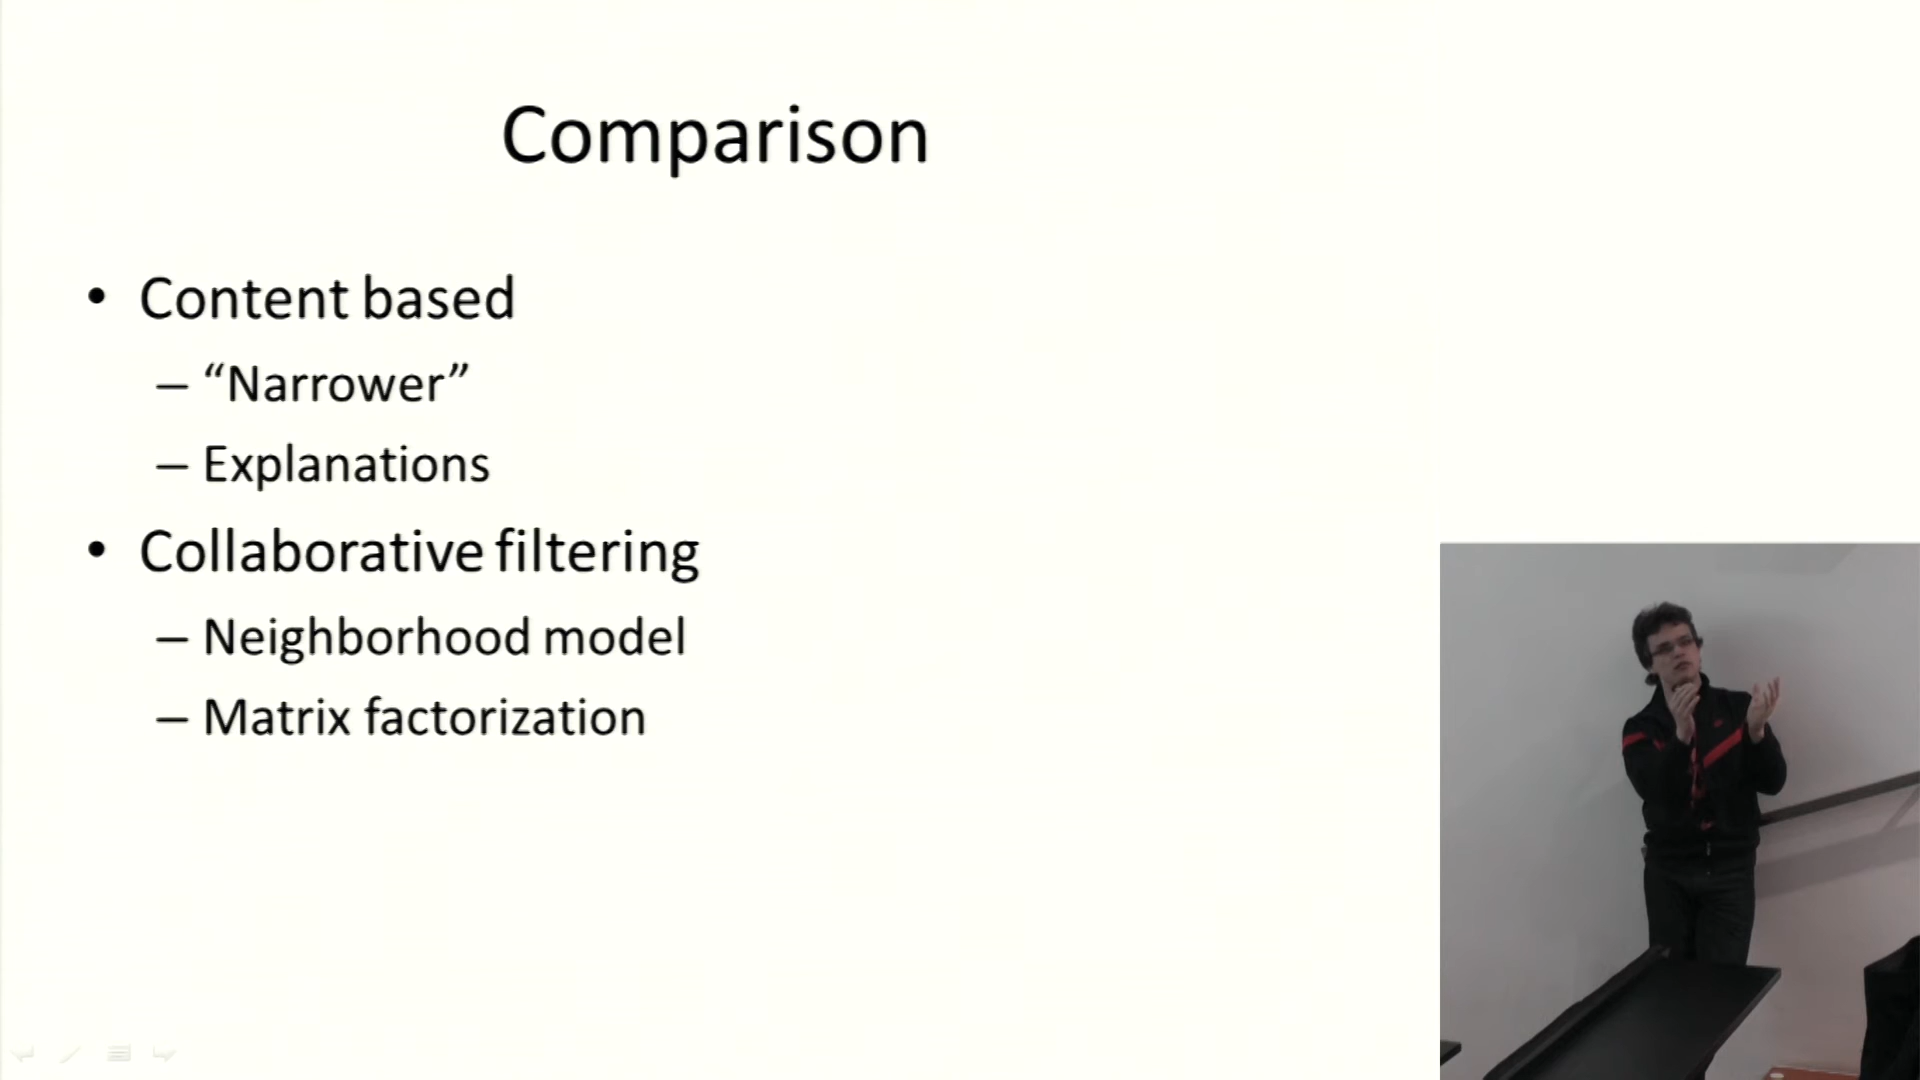 Comparison
• Content based
– “Narrower”
– Explanations
• Collaborative filtering
– Neighborhood model
– Matrix factorization